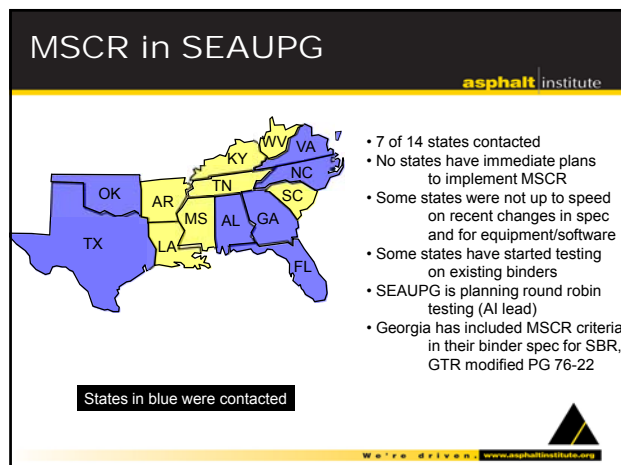 MSCR in SEAUPG
asphalt institute
WV
VA
KY
NC
TN
OK
AR
SC
MS
AL
GA
TX
LA
FL
• 7 of 14 states contacted
• No states have immediate plans
to implement MSCR
• Some states were not up to speed
on recent changes in spec
and for equipment/software
• Some states have started testing
on existing binders
• SEAUPG is planning round robin
testing (AI lead)
• Georgia has included MSCR criteria
in their binder spec for SBR,
GTR modified PG 76-22
States in blue were contacted
We're driven. www.asphaltinstitute.org